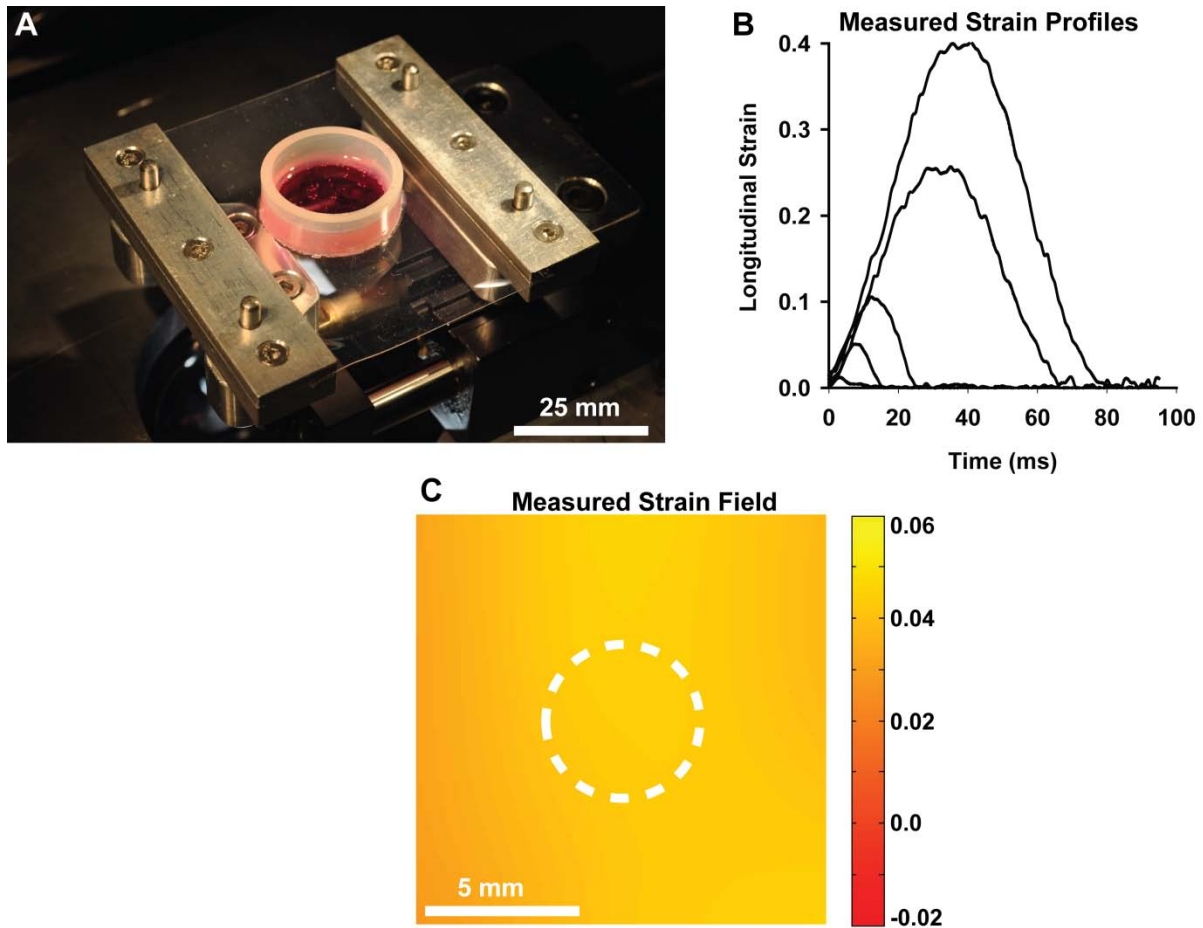 A
25 mm
B
Measured Strain Profiles
Longitudinal Strain
0.4
0.3
0.2
0.1
0.0
0 20 40 60 80 100
Time (ms)
C
Measured Strain Field
0.06
0.04
0.02
0.0
-0.02
5 mm